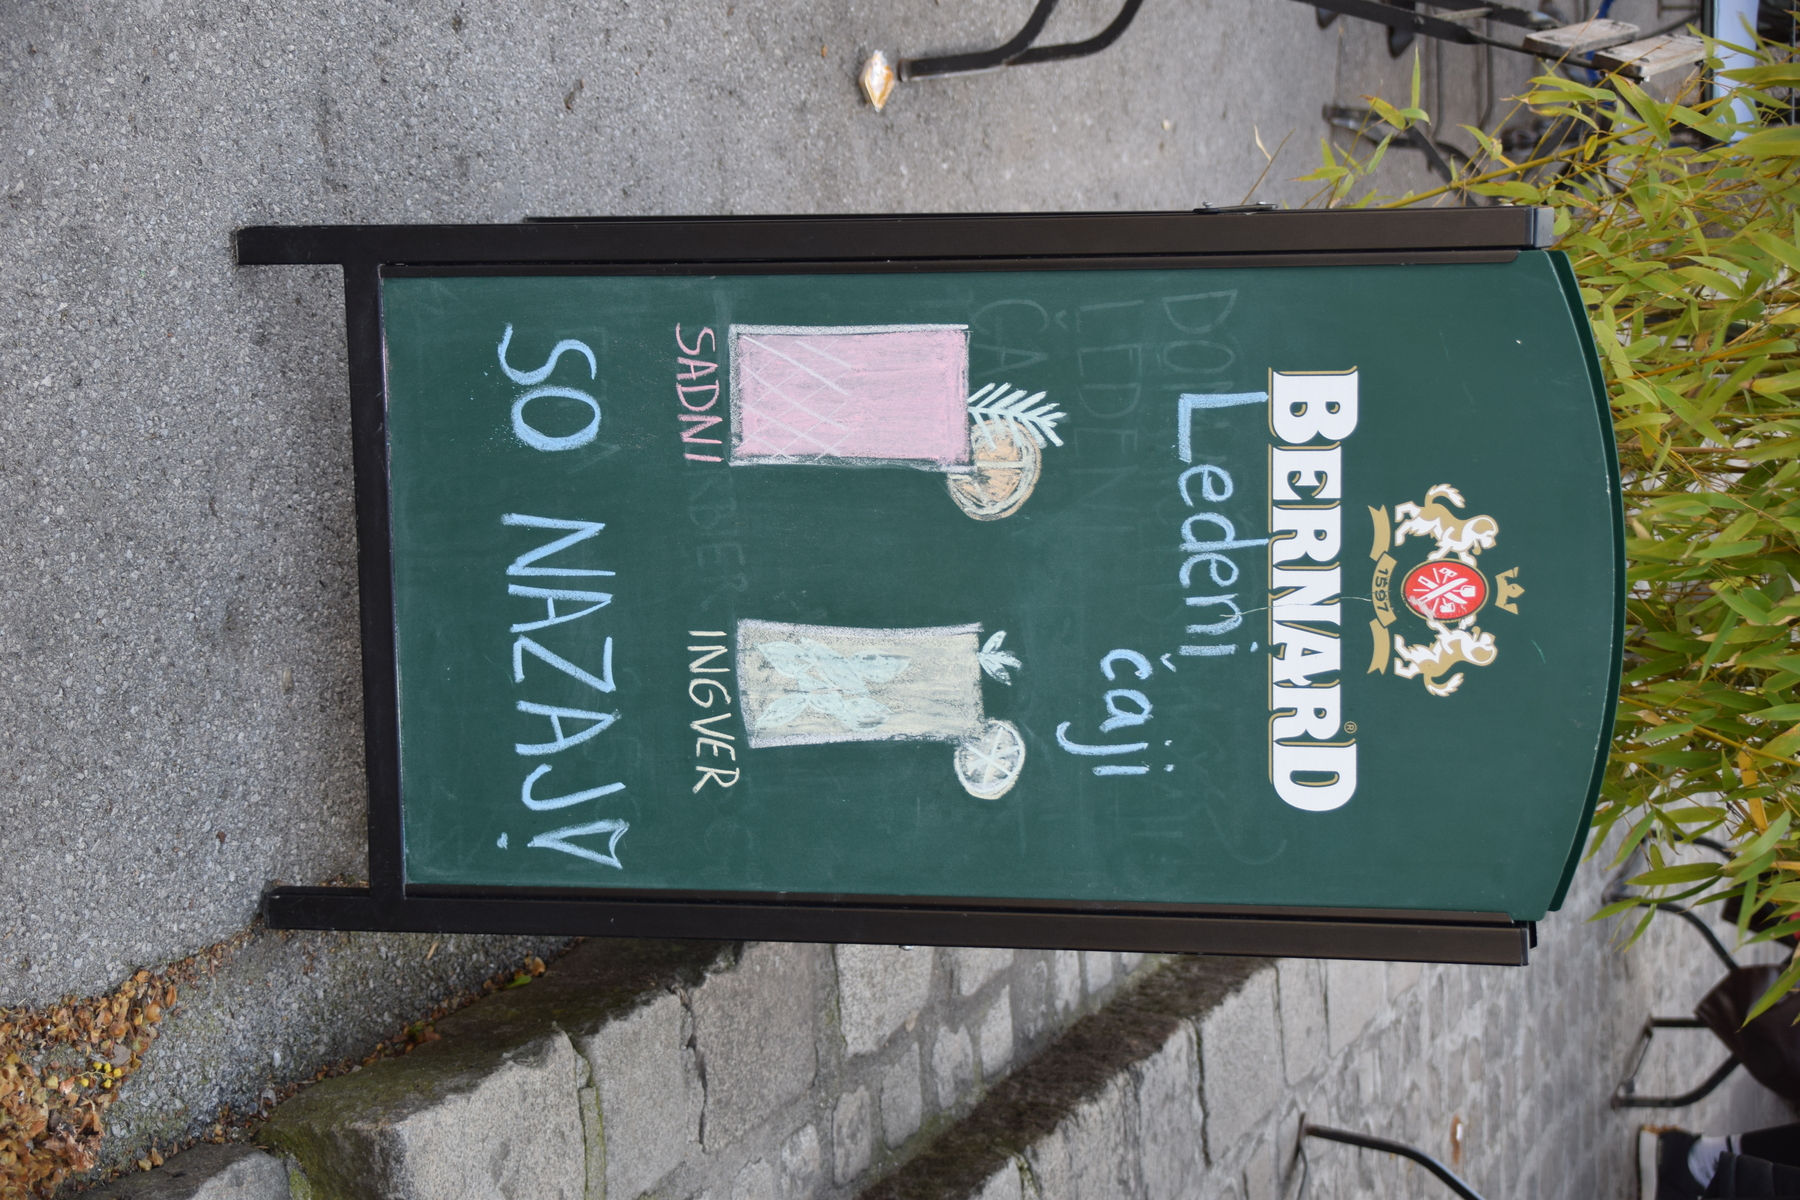 1597
BERNARD®
Ledeni
čaji
SADNI INGVER
SO NAZAJ!